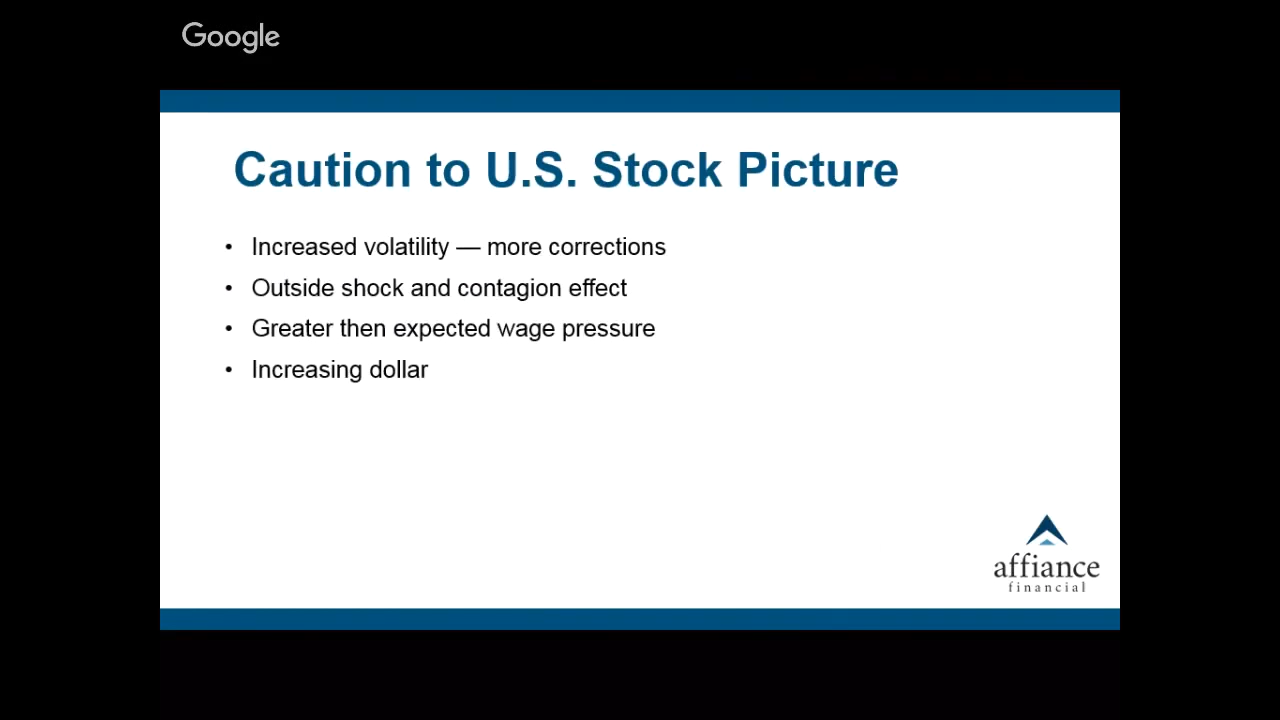 Google
Caution to U.S. Stock Picture
• Increased volatility — more corrections
• Outside shock and contagion effect
• Greater then expected wage pressure
• Increasing dollar
affiance
financial